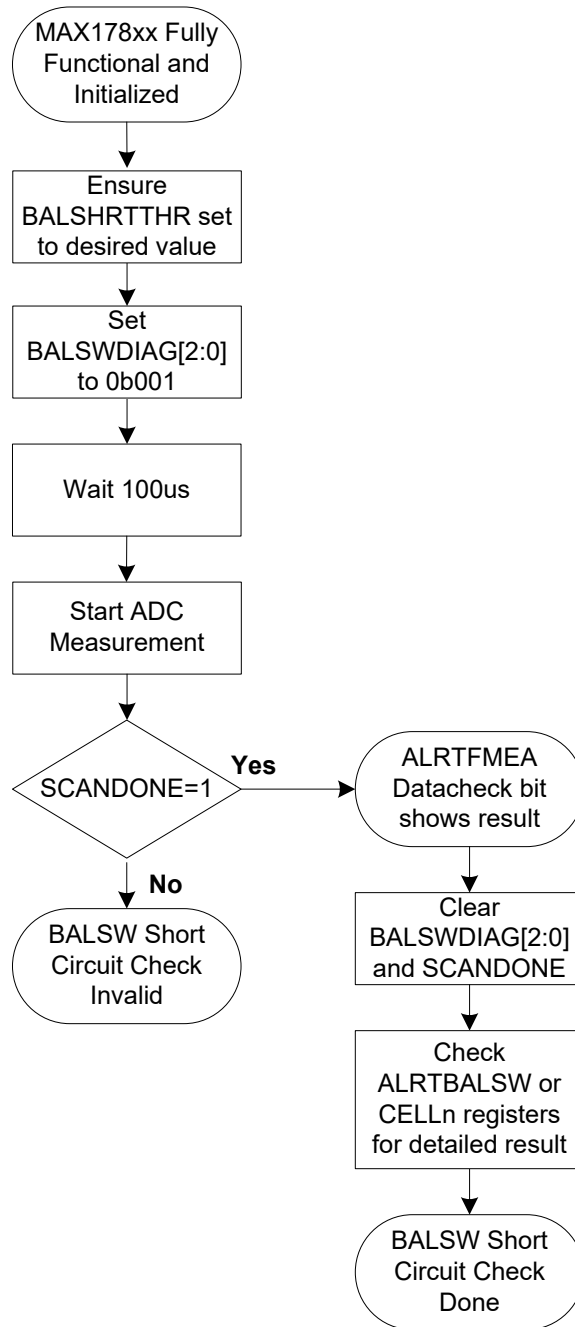 MAX178xx Fully
Functional and
Initialized
Ensure
BALSHRTTHR set
to desired value
Set
BALSWDIAG[2:0]
to 0b001
Wait 100us
Start ADC
Measurement
SCANDONE=1
Yes
No
BALSW Short
Circuit Check
Invalid
ALRTFMEA
Datacheck bit
shows result
Clear
BALSWDIAG[2:0]
and SCANDONE
Check
ALRTBALSW or
CELLn registers
for detailed result
BALSW Short
Circuit Check
Done